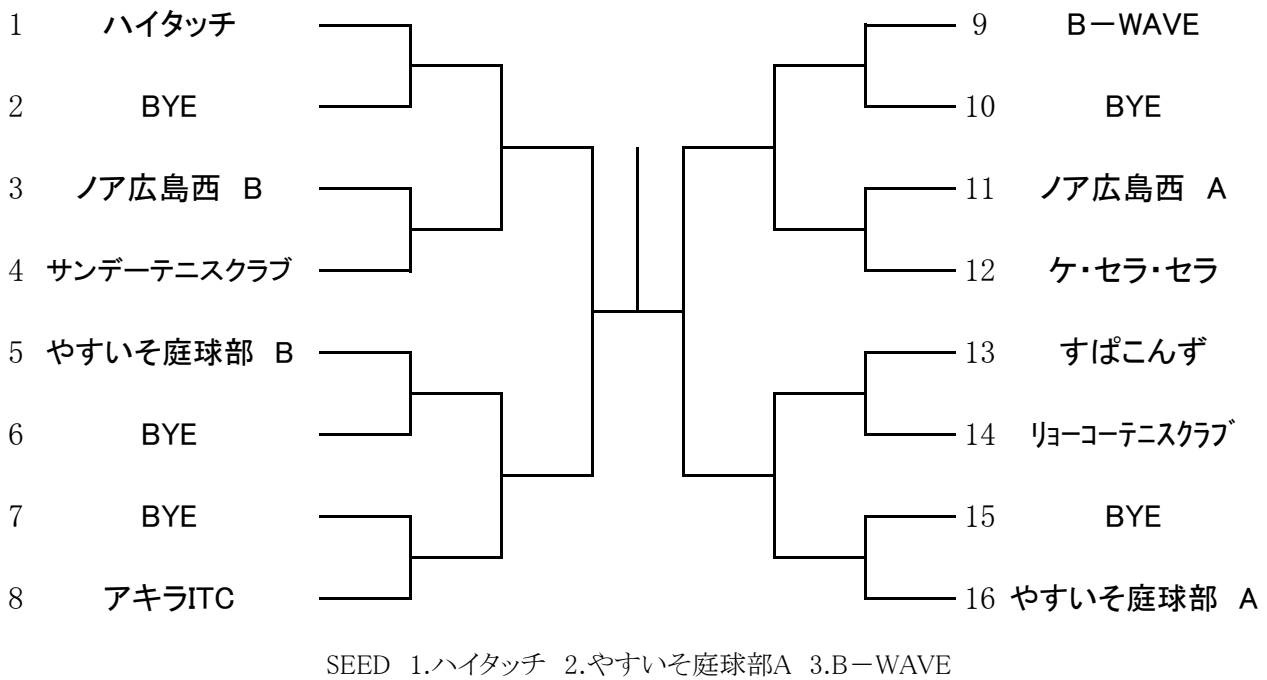 1 ハイタッチ
2 BYE
3 ノア広島西 B
4 サンデーテニスクラブ
5 やすいそ庭球部 B
6 BYE
7 BYE
8 アキラITC
9 B－WAVE
10 BYE
11 ノア広島西 A
12 ケ・セラ・セラ
13 すぱこんず
14 ﾘｮｰｺｰﾃﾆｽｸﾗﾌﾞ
15 BYE
16 やすいそ庭球部 A
SEED 1.ハイタッチ 2.やすいそ庭球部A 3.B－WAVE